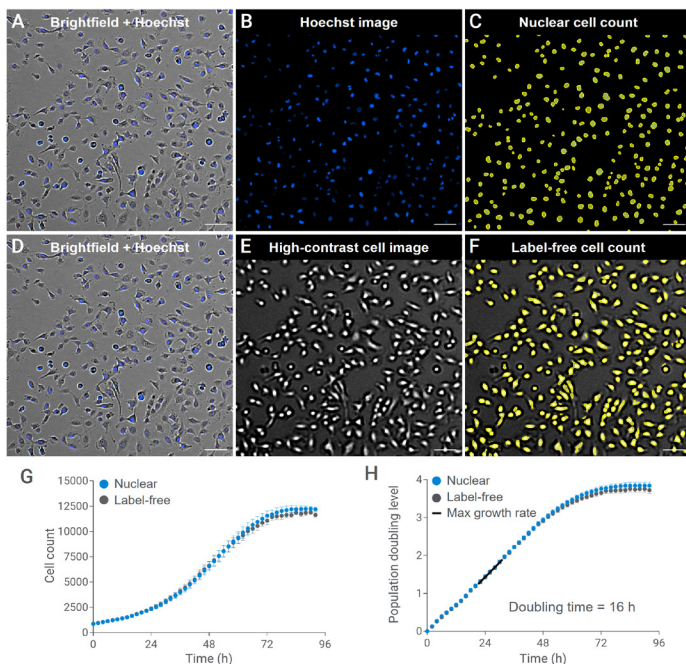 A Brightfield + Hoechst
B Hoechst image
C Nuclear cell count
D Brightfield + Hoechst
E High-contrast cell image
F Label-free cell count
G
15000
12500
10000
7500
5000
2500
0
Cell count
Nuclear
Label-free
0 24 48 72 96
Time (h)
H
4
3
2
1
0
Population doubling level
Nuclear
Label-free
Max growth rate
Doubling time = 16 h
0 24 48 72 96
Time (h)